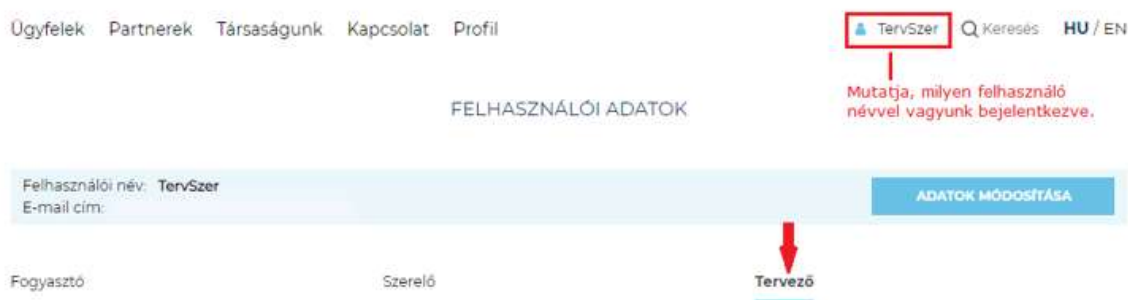 Ügyfelek Partnerek Társaságunk Kapcsolat Profil TervSzer Keresés HU / EN
Mutatja, milyen felhasználó
névvel vagyunk bejelentkezve.
FELHASZNÁLÓI ADATOK
Felhasználói név: TervSzer
E-mail cím:
ADATOK MÓDOSÍTÁSA
Fogyasztó Szerelő Tervező